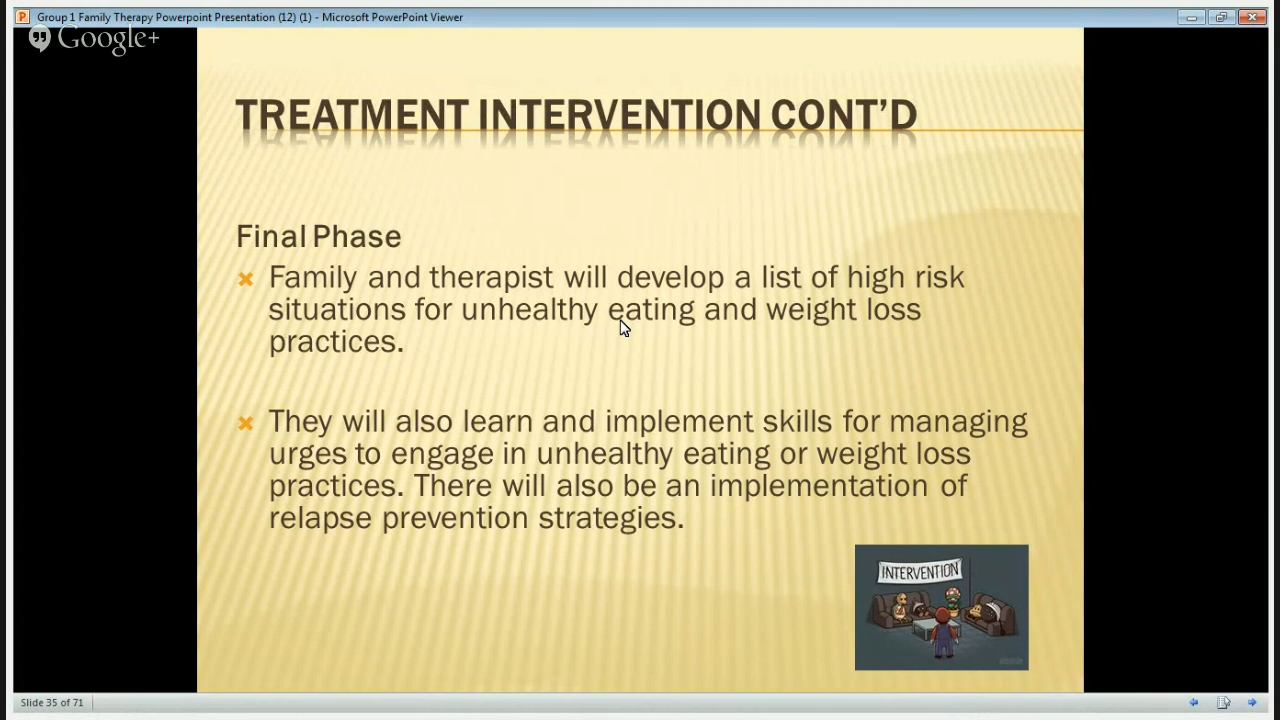 Group 1 Family Therapy Powerpoint Presentation (12) (1) - Microsoft PowerPoint Viewer
Google+
TREATMENT INTERVENTION CONT'D
Final Phase
Family and therapist will develop a list of high risk
situations for unhealthy eating and weight loss
practices.
They will also learn and implement skills for managing
urges to engage in unhealthy eating or weight loss
practices. There will also be an implementation of
relapse prevention strategies.
INTERVENTION
Slide 35 of 71